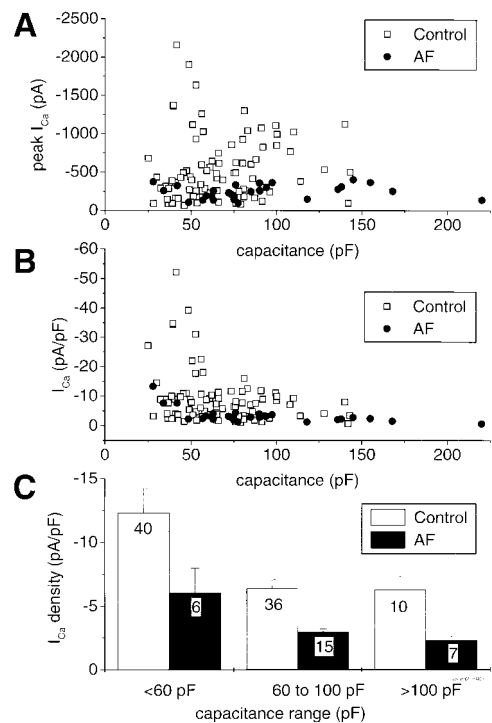 A
-2500
-2000
-1500
-1000
-500
0
peak I_Ca (pA)
Control
AF
0 50 100 150 200
capacitance (pF)
B
-60
-50
-40
-30
-20
-10
0
I_Ca (pA/pF)
Control
AF
0 50 100 150 200
capacitance (pF)
C
-15
-10
-5
0
I_Ca density (pA/pF)
Control
AF
40
6
36
15
10
7
<60 pF 60 to 100 pF >100 pF
capacitance range (pF)